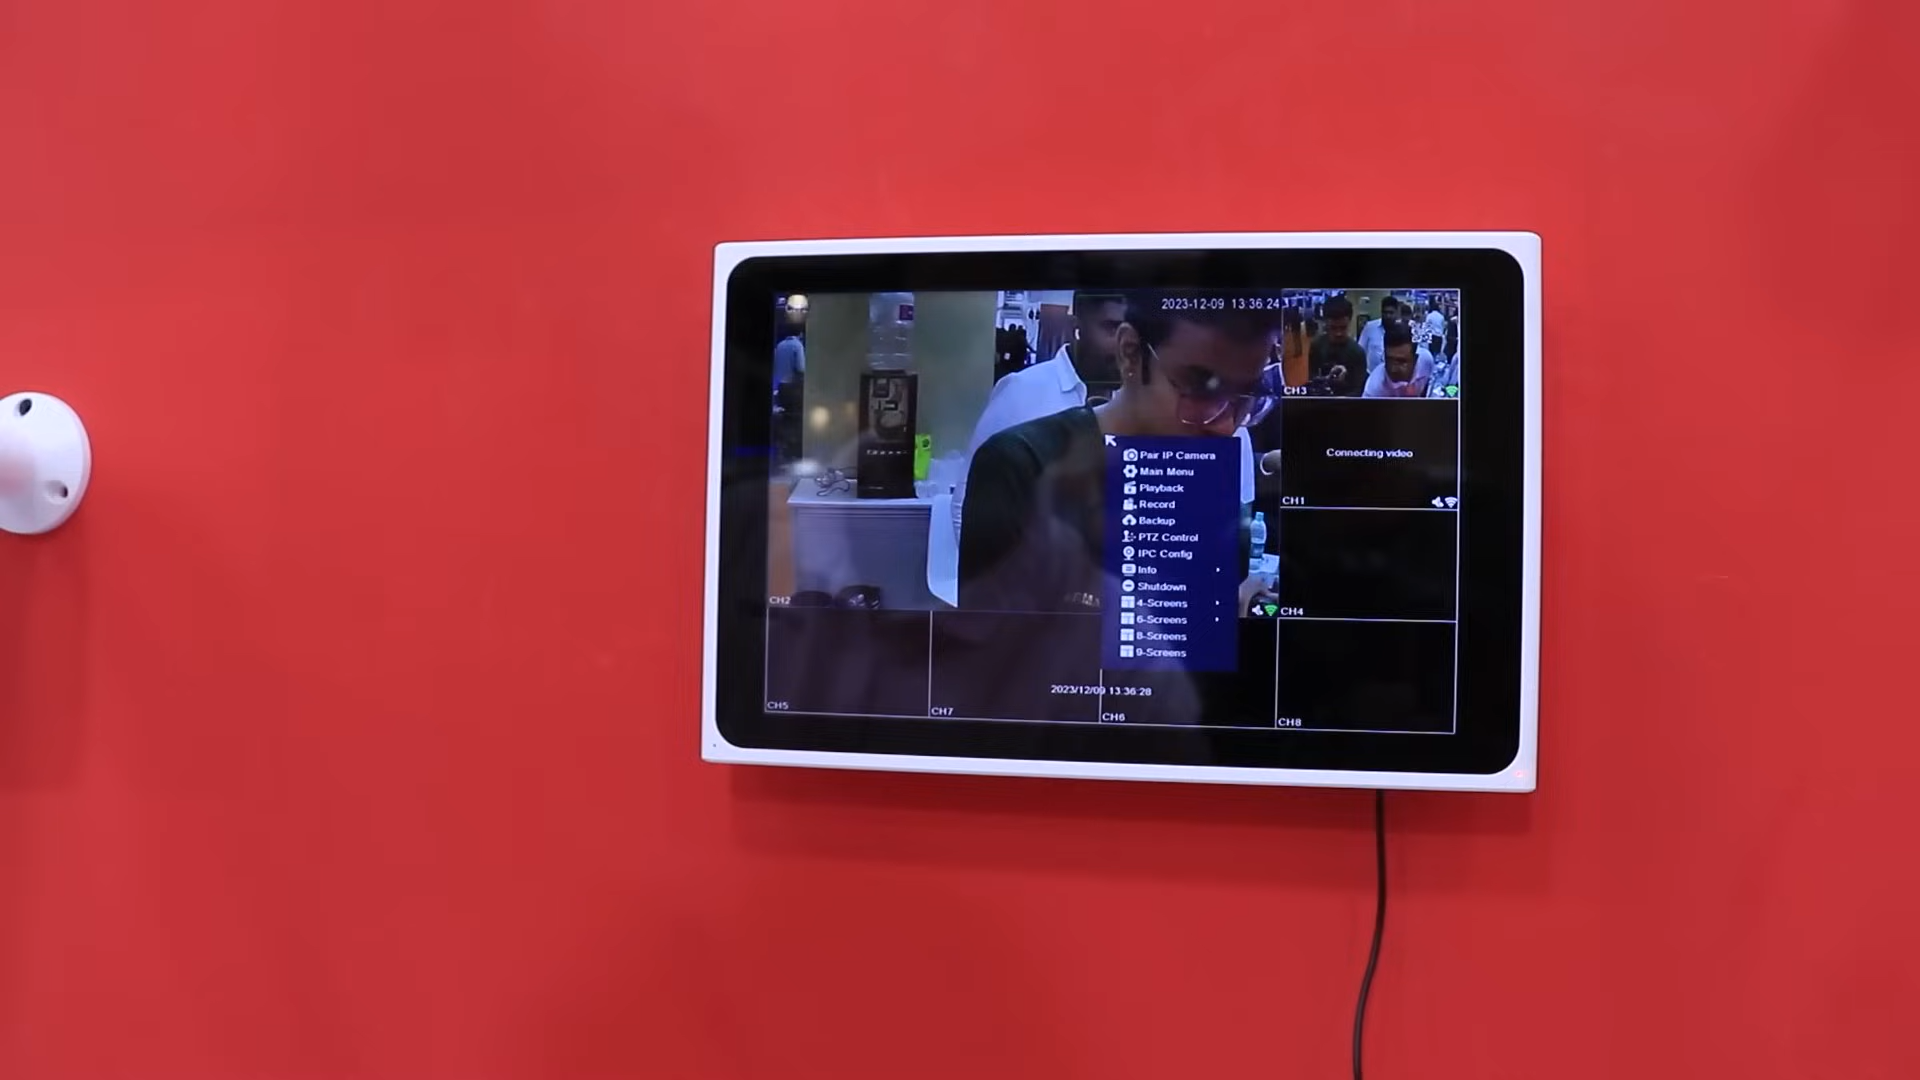 2023-12-09 13:36:24
CH3
Connecting video
CH1
Pair IP Camera
Main Menu
Playback
Record
Backup
PTZ Control
IPC Config
Info
Shutdown
4-Screens
6-Screens
8-Screens
9-Screens
CH2
CH4
2023/12/09 13:36:28
CH5
CH7
CH6
CH8